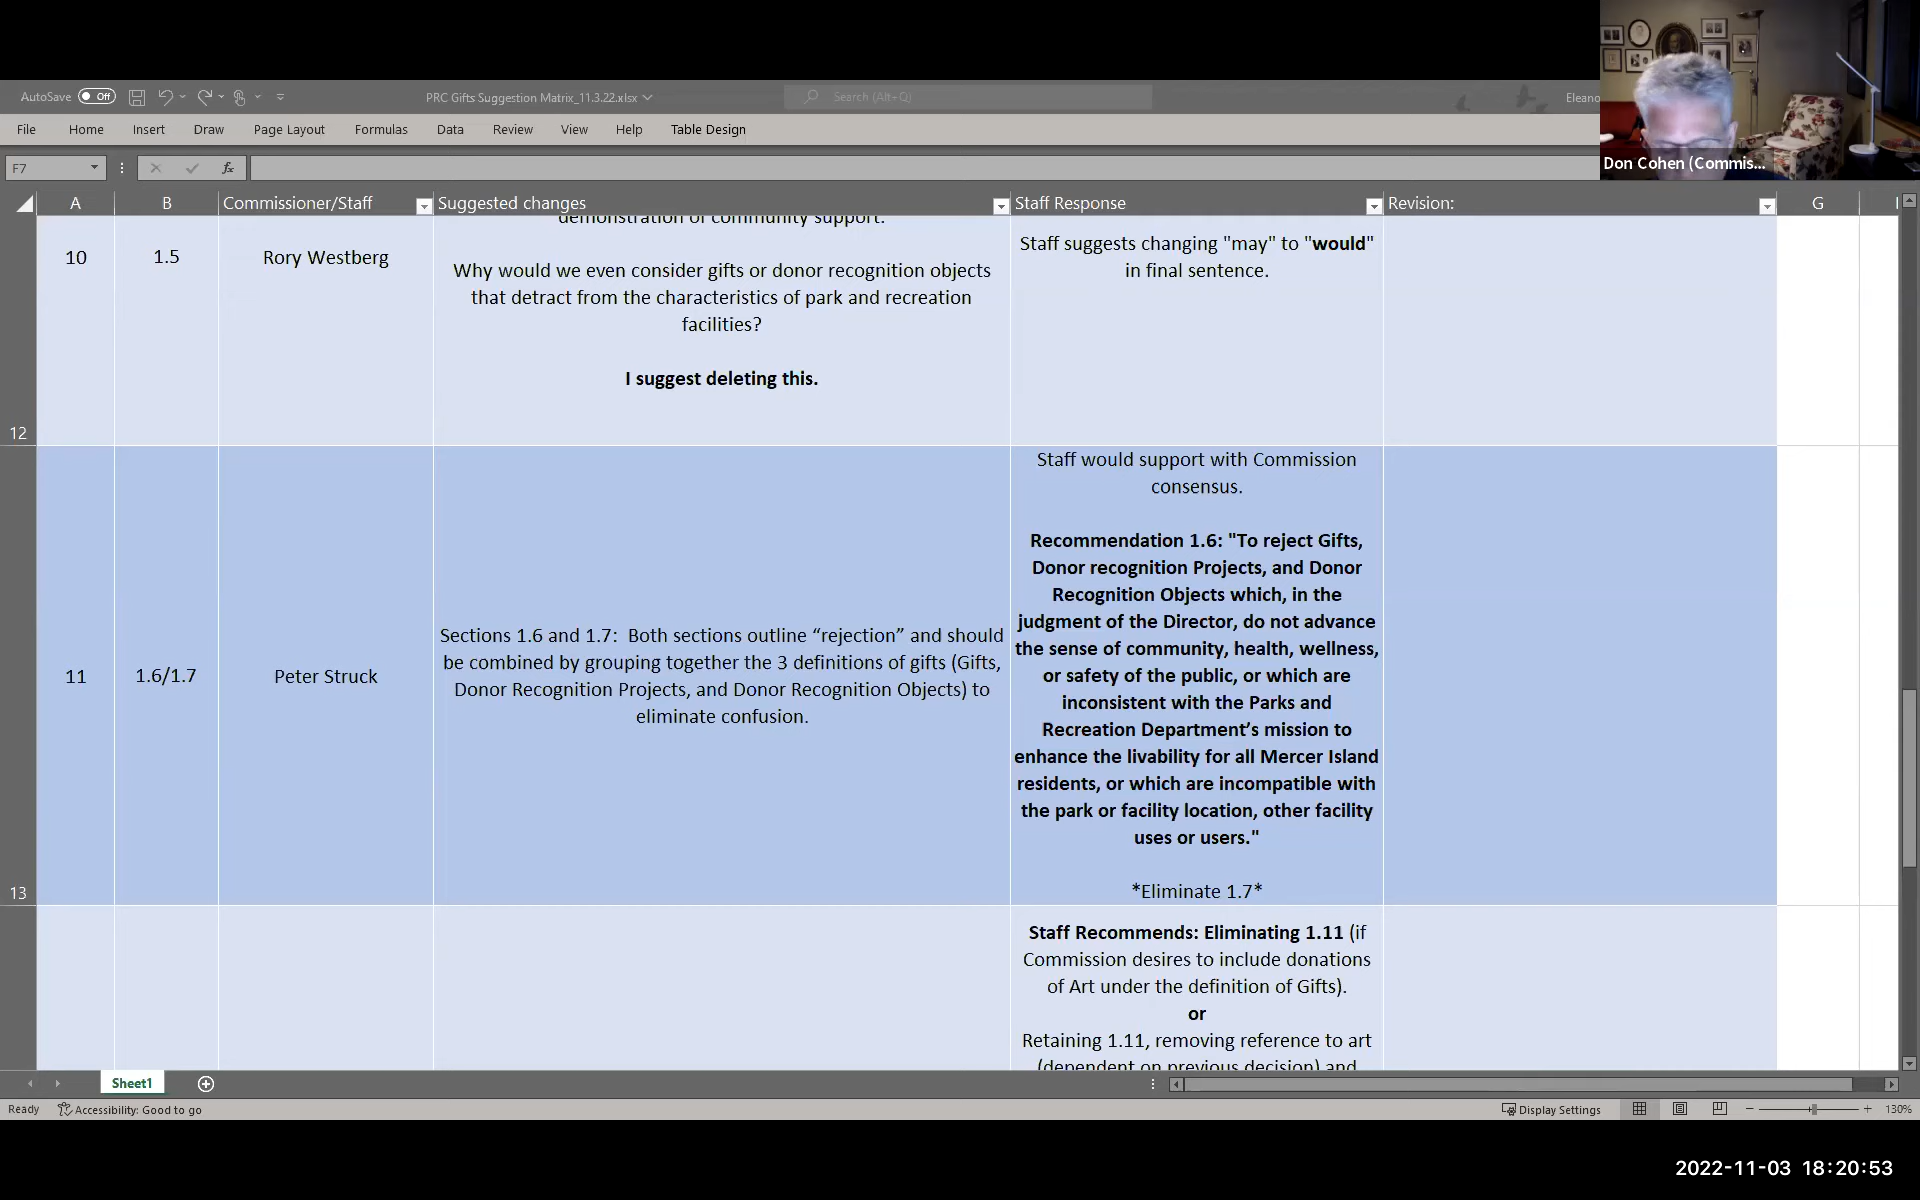 AutoSave Off
PRC Gifts Suggestion Matrix_11.3.22.xlsx
Search (Alt+Q)
Eleano
File Home Insert Draw Page Layout Formulas Data Review View Help Table Design
Don Cohen (Commis...
F7
fx
A B Commissioner/Staff Suggested changes Staff Response Revision: G
demonstration of community support.
10 1.5 Rory Westberg
Why would we even consider gifts or donor recognition objects
that detract from the characteristics of park and recreation
facilities?
I suggest deleting this.
Staff suggests changing "may" to "would"
in final sentence.
12
11 1.6/1.7 Peter Struck
Sections 1.6 and 1.7: Both sections outline “rejection” and should
be combined by grouping together the 3 definitions of gifts (Gifts,
Donor Recognition Projects, and Donor Recognition Objects) to
eliminate confusion.
Staff would support with Commission
consensus.
Recommendation 1.6: "To reject Gifts,
Donor recognition Projects, and Donor
Recognition Objects which, in the
judgment of the Director, do not advance
the sense of community, health, wellness,
or safety of the public, or which are
inconsistent with the Parks and
Recreation Department’s mission to
enhance the livability for all Mercer Island
residents, or which are incompatible with
the park or facility location, other facility
uses or users."
*Eliminate 1.7*
13
Staff Recommends: Eliminating 1.11 (if
Commission desires to include donations
of Art under the definition of Gifts).
or
Retaining 1.11, removing reference to art
(dependent on previous decision) and
Sheet1
Ready Accessibility: Good to go
Display Settings
130%
2022-11-03 18:20:53